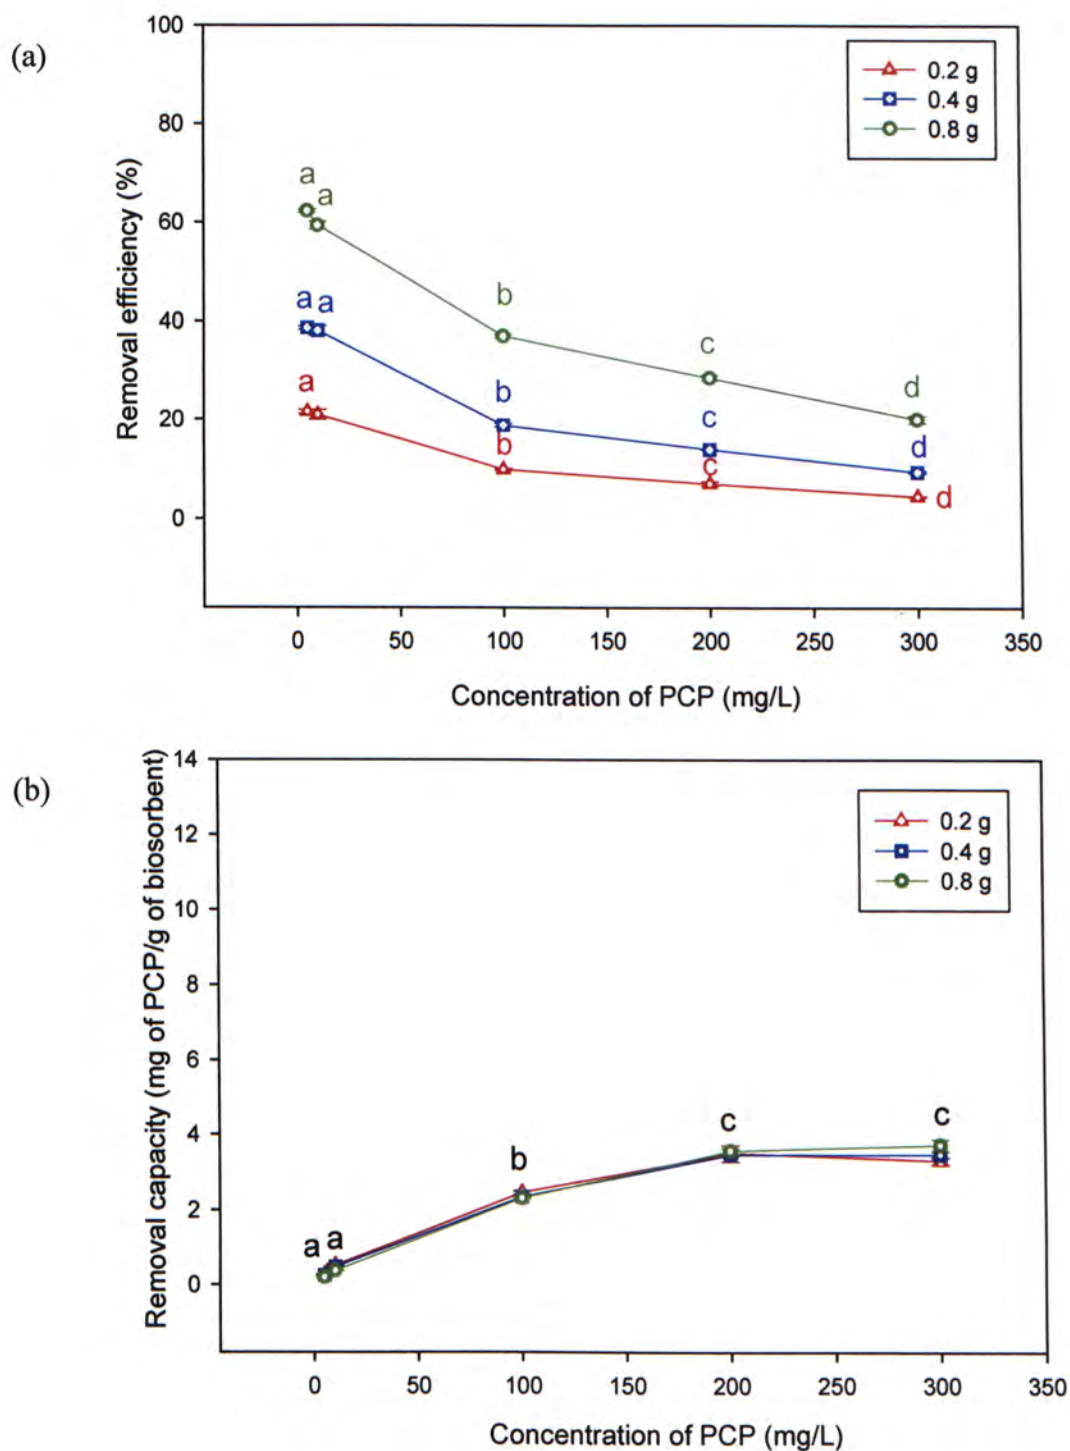 (a)
Removal efficiency (%)
100
80
60
40
20
0
0.2 g
0.4 g
0.8 g
a
a
b
c
d
a
a
b
c
d
a
b
c
d
0 50 100 150 200 250 300 350
Concentration of PCP (mg/L)
(b)
Removal capacity (mg of PCP/g of biosorbent)
14
12
10
8
6
4
2
0
0.2 g
0.4 g
0.8 g
a
a
b
c
c
0 50 100 150 200 250 300 350
Concentration of PCP (mg/L)